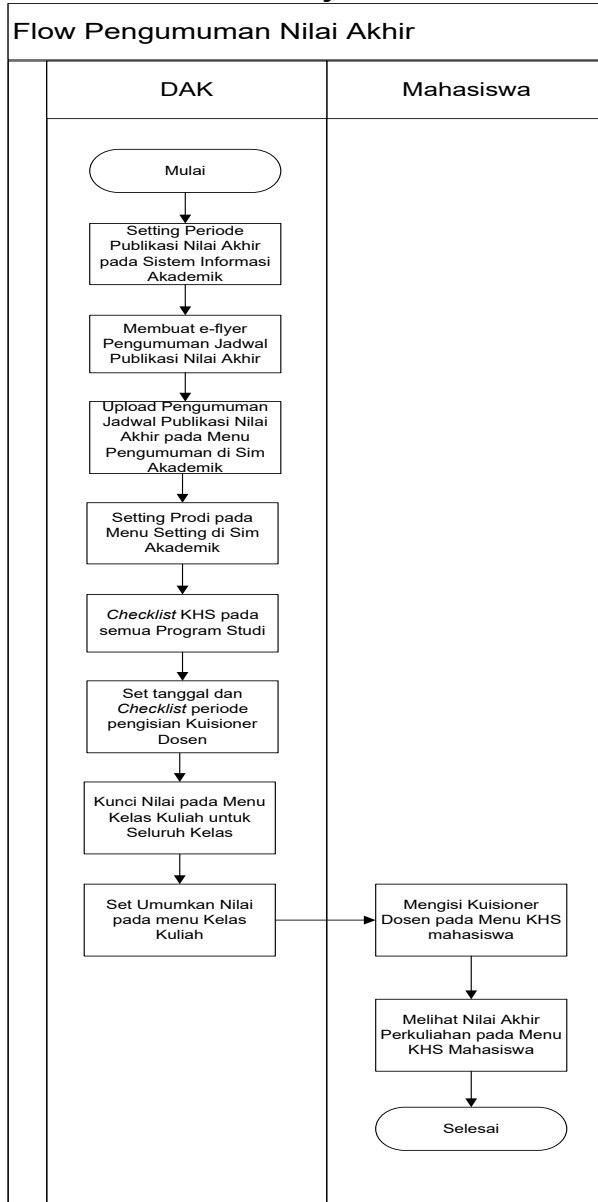 Flow Pengumuman Nilai Akhir
DAK
Mahasiswa
Mulai
Setting Periode
Publikasi Nilai Akhir
pada Sistem Informasi
Akademik
Membuat e-flyer
Pengumuman Jadwal
Publikasi Nilai Akhir
Upload Pengumuman
Jadwal Publikasi Nilai
Akhir pada Menu
Pengumuman di Sim
Akademik
Setting Prodi pada
Menu Setting di Sim
Akademik
Checklist KHS pada
semua Program Studi
Set tanggal dan
Checklist periode
pengisian Kuisioner
Dosen
Kunci Nilai pada Menu
Kelas Kuliah untuk
Seluruh Kelas
Set Umumkan Nilai
pada menu Kelas
Kuliah
Mengisi Kuisioner
Dosen pada Menu KHS
mahasiswa
Melihat Nilai Akhir
Perkuliahan pada Menu
KHS Mahasiswa
Selesai